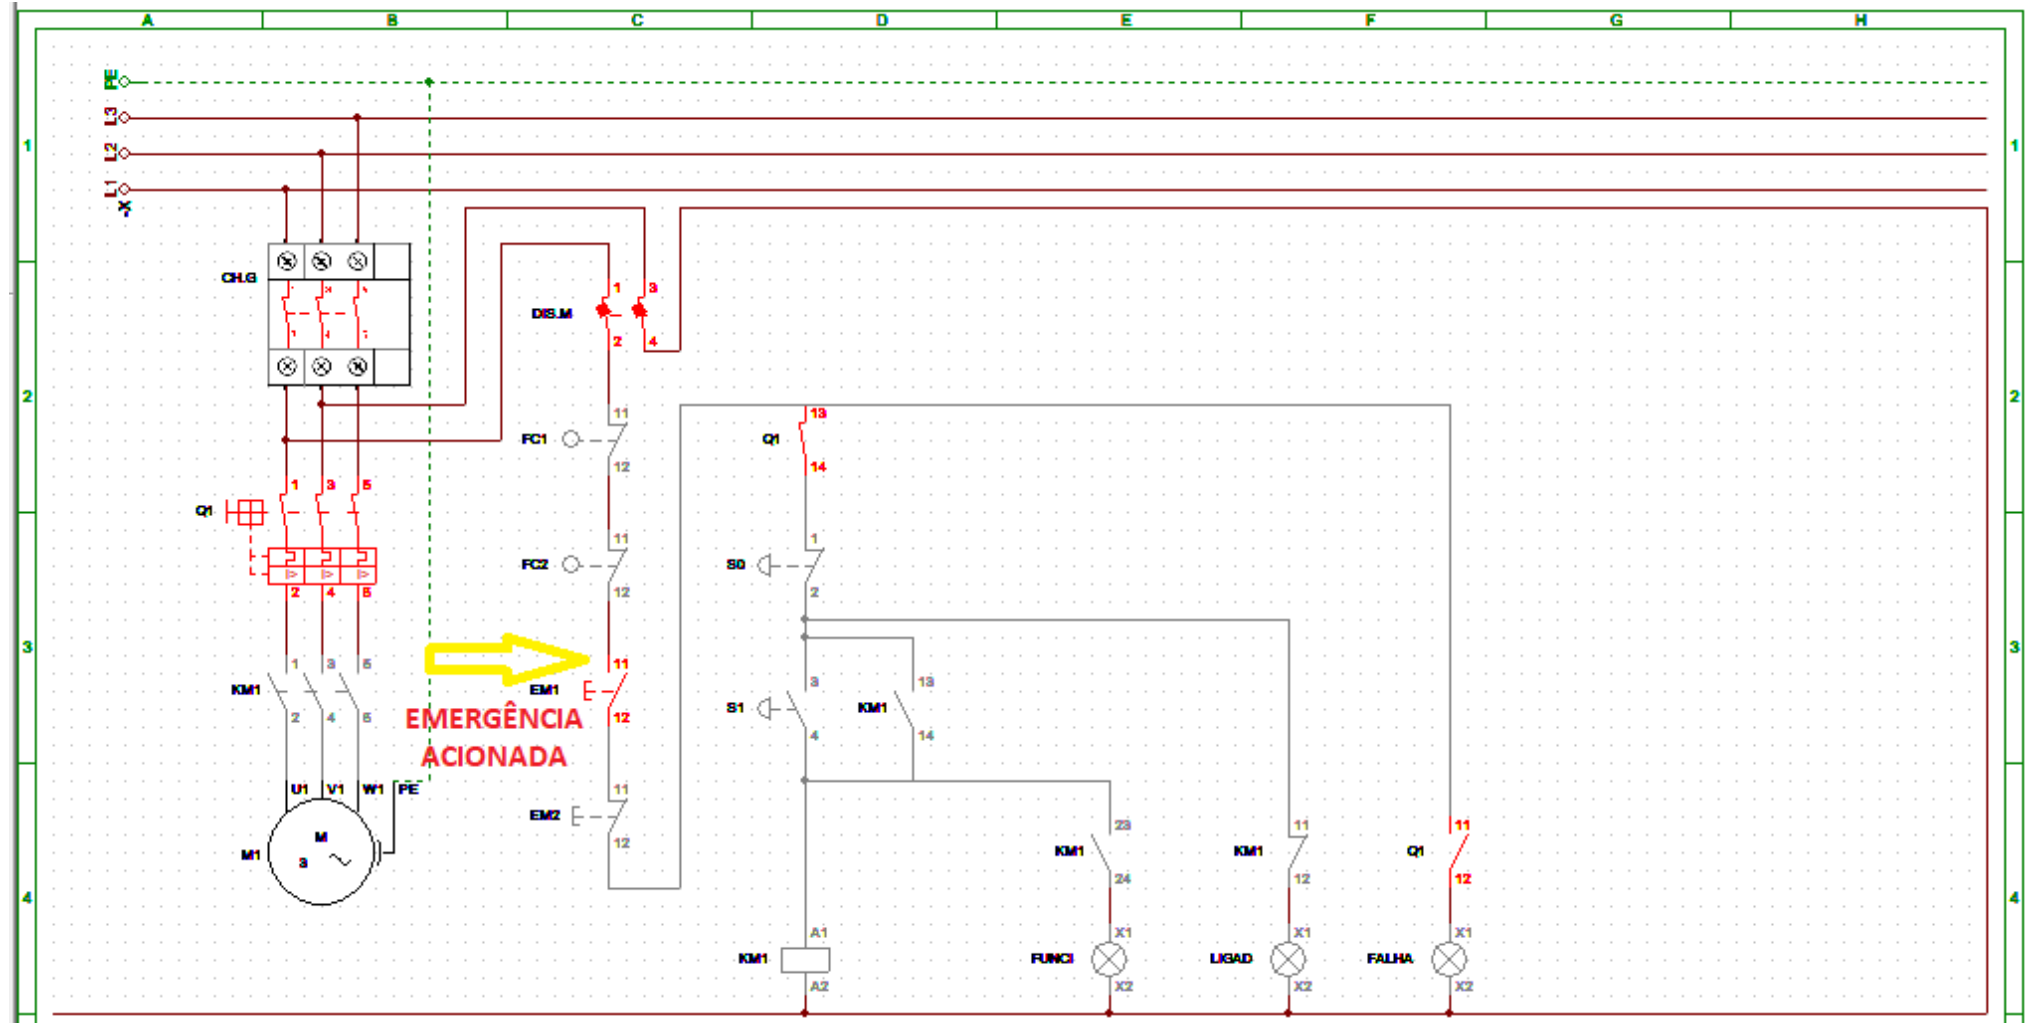 A B C D E F G H
PE
L3
1 1
L2
L1
-X
CH.G
1 3
DIS.M
2 4
2 2
11
13
FC1
Q1
12
14
1 3 5
Q1
11
1
FC2
S0
12
2
2 4 6
3 3
1 3 5
11
3
13
KM1
EM1
S1
KM1
2 4 6
12
EMERGÊNCIA
ACIONADA
4
14
U1 V1 W1 PE
11
EM2
12
23
11
11
M
3
M1
KM1
KM1
Q1
24
12
12
4 4
A1
X1
X1
X1
KM1
FUNCI
LIGAD
FALHA
A2
X2
X2
X2